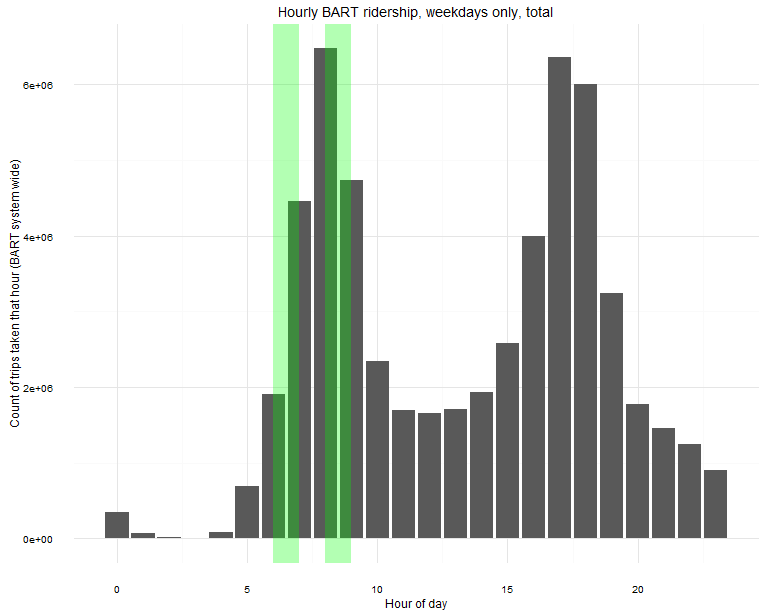 Hourly BART ridership, weekdays only, total
Count of trips taken that hour (BART system wide)
6e+06
4e+06
2e+06
0e+00
0 5 10 15 20
Hour of day